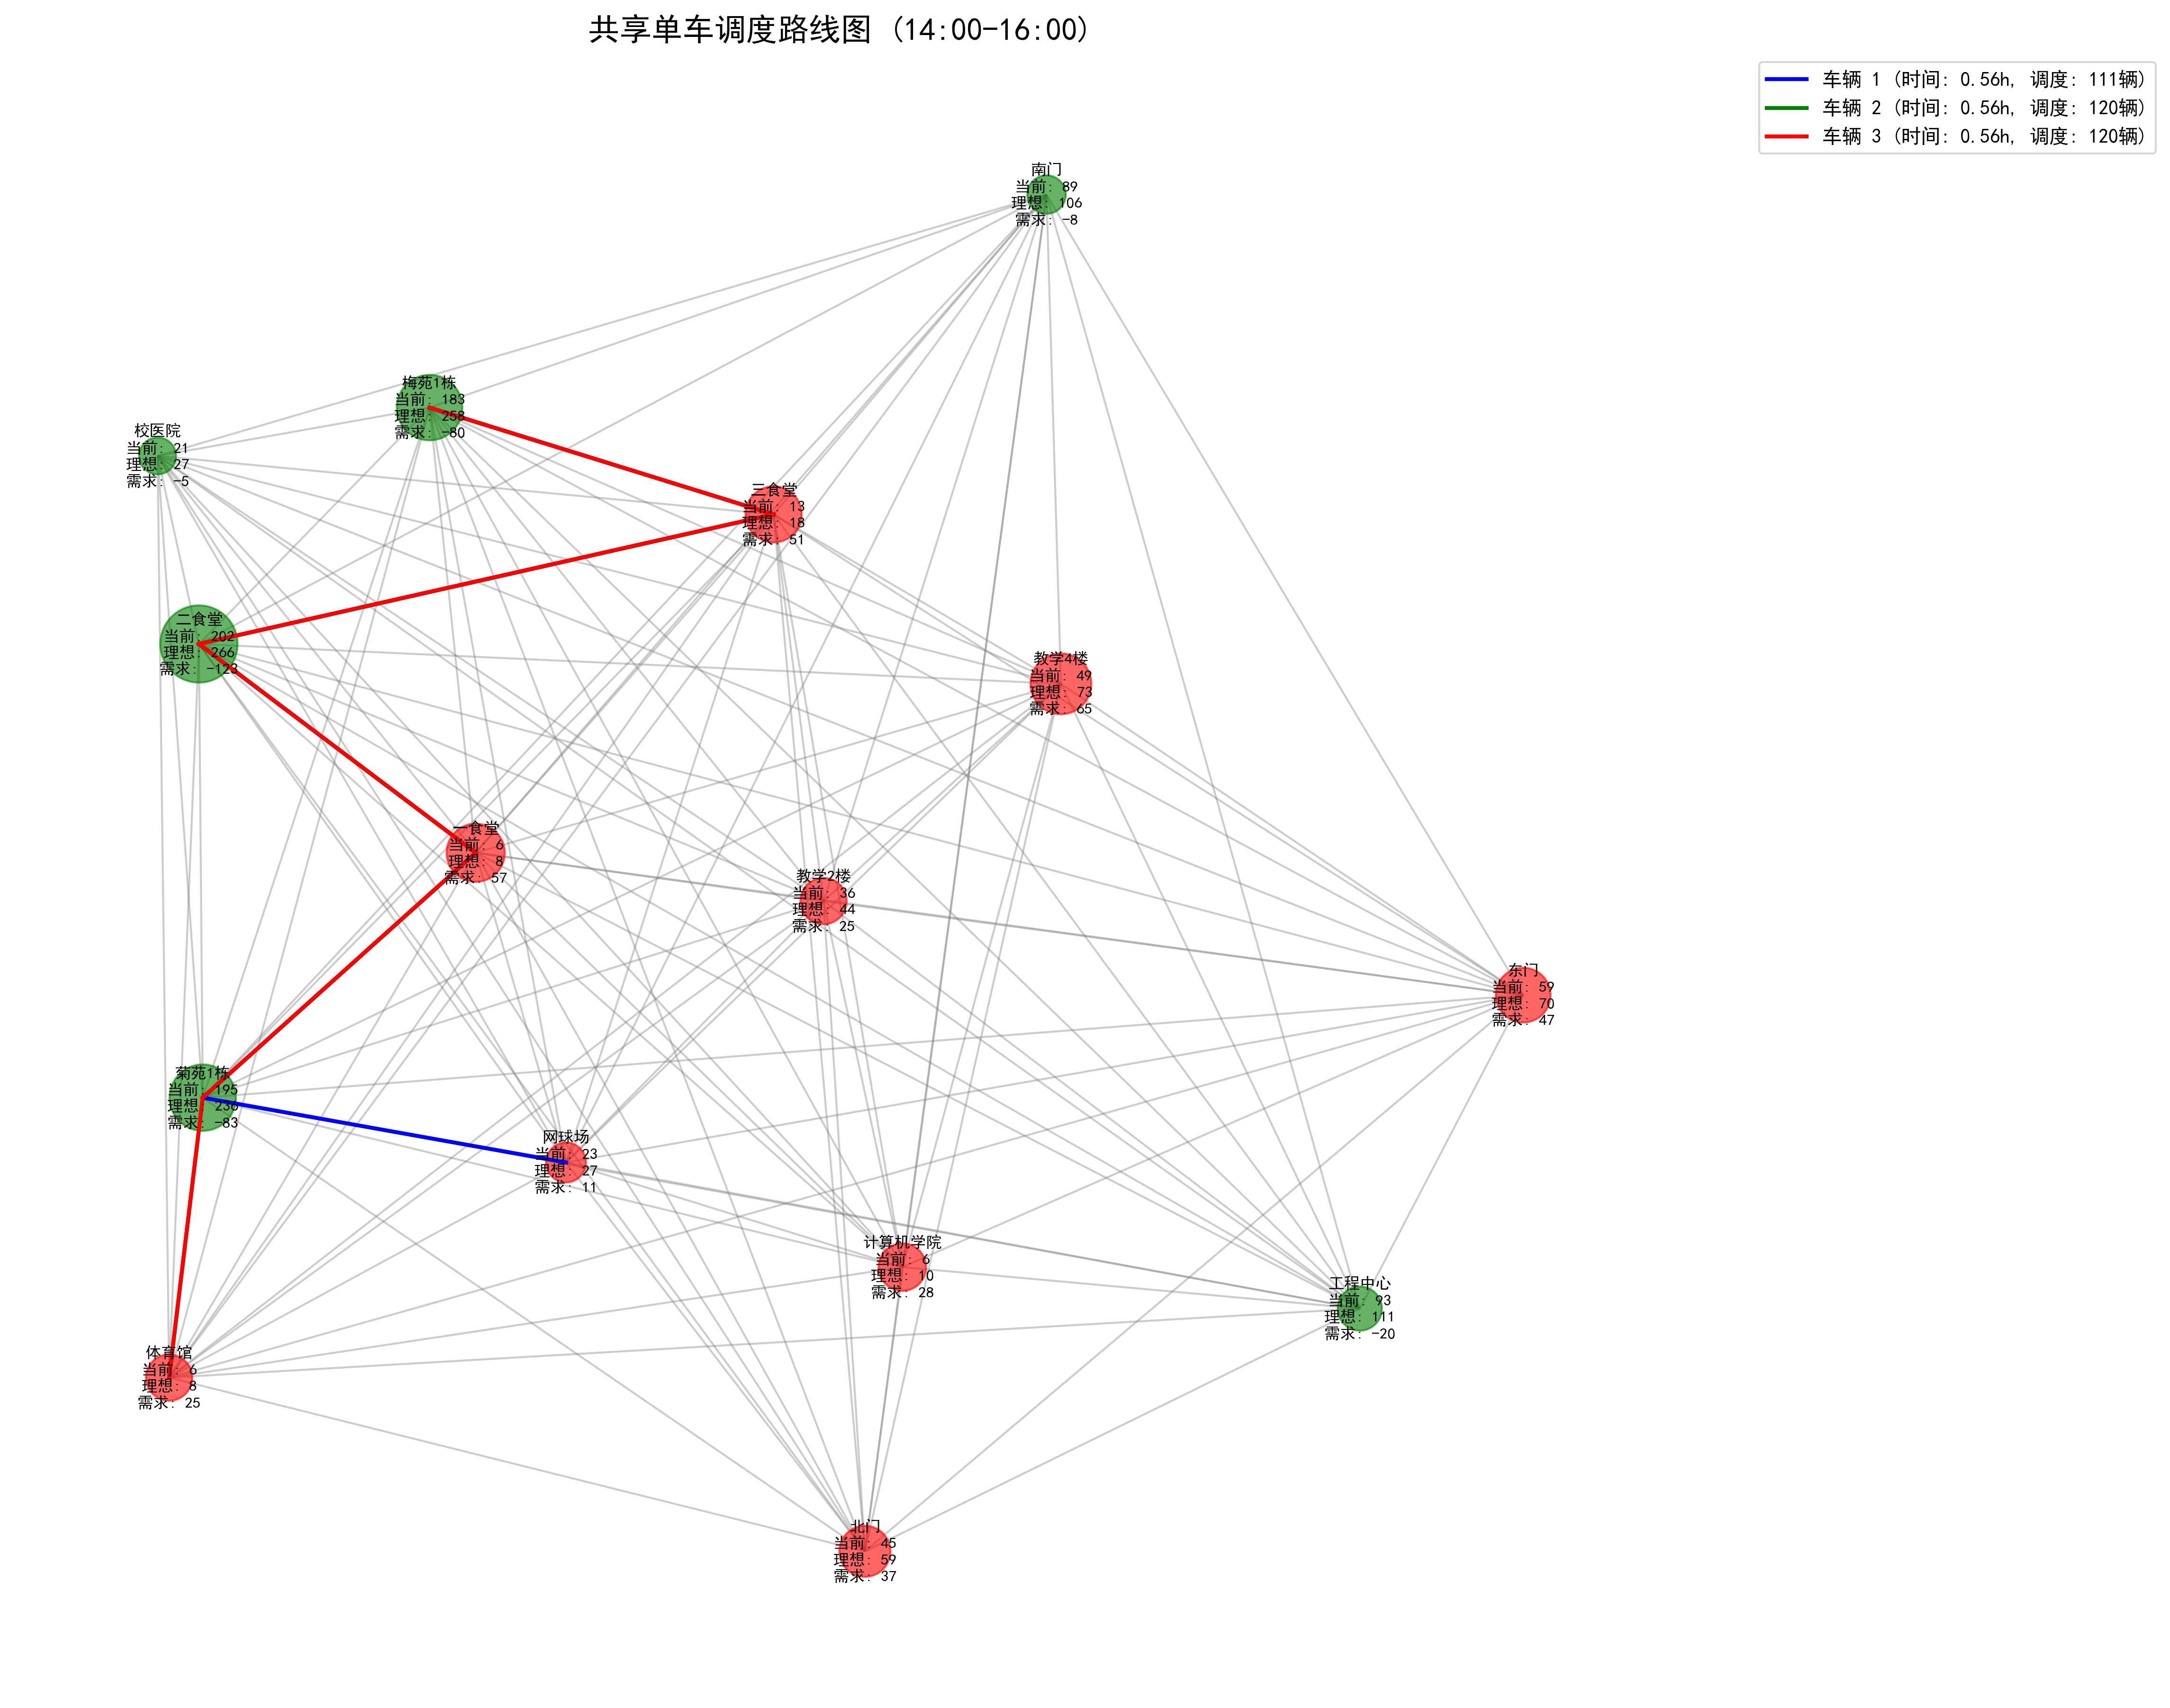 共享单车调度路线图 (14:00-16:00)
车辆 1 (时间: 0.56h, 调度: 111辆)
车辆 2 (时间: 0.56h, 调度: 120辆)
车辆 3 (时间: 0.56h, 调度: 120辆)
南门
当前: 89
理想: 106
需求: -8
梅苑1栋
当前: 183
理想: 258
需求: -80
校医院
当前: 21
理想: 27
需求: -5
三食堂
当前: 13
理想: 18
需求: 51
二食堂
当前: 202
理想: 266
需求: -123
教学4楼
当前: 49
理想: 73
需求: 65
一食堂
当前: 6
理想: 8
需求: 57
教学2楼
当前: 36
理想: 44
需求: 25
东门
当前: 59
理想: 70
需求: 47
菊苑1栋
当前: 195
理想:
需求: -83
网球场
当前: 23
理想: 27
需求: 11
计算机学院
当前: 6
理想: 10
需求: 28
工程中心
当前: 93
理想: 111
需求: -20
体育馆
当前: 6
理想: 8
需求: 25
北门
当前: 45
理想: 59
需求: 37